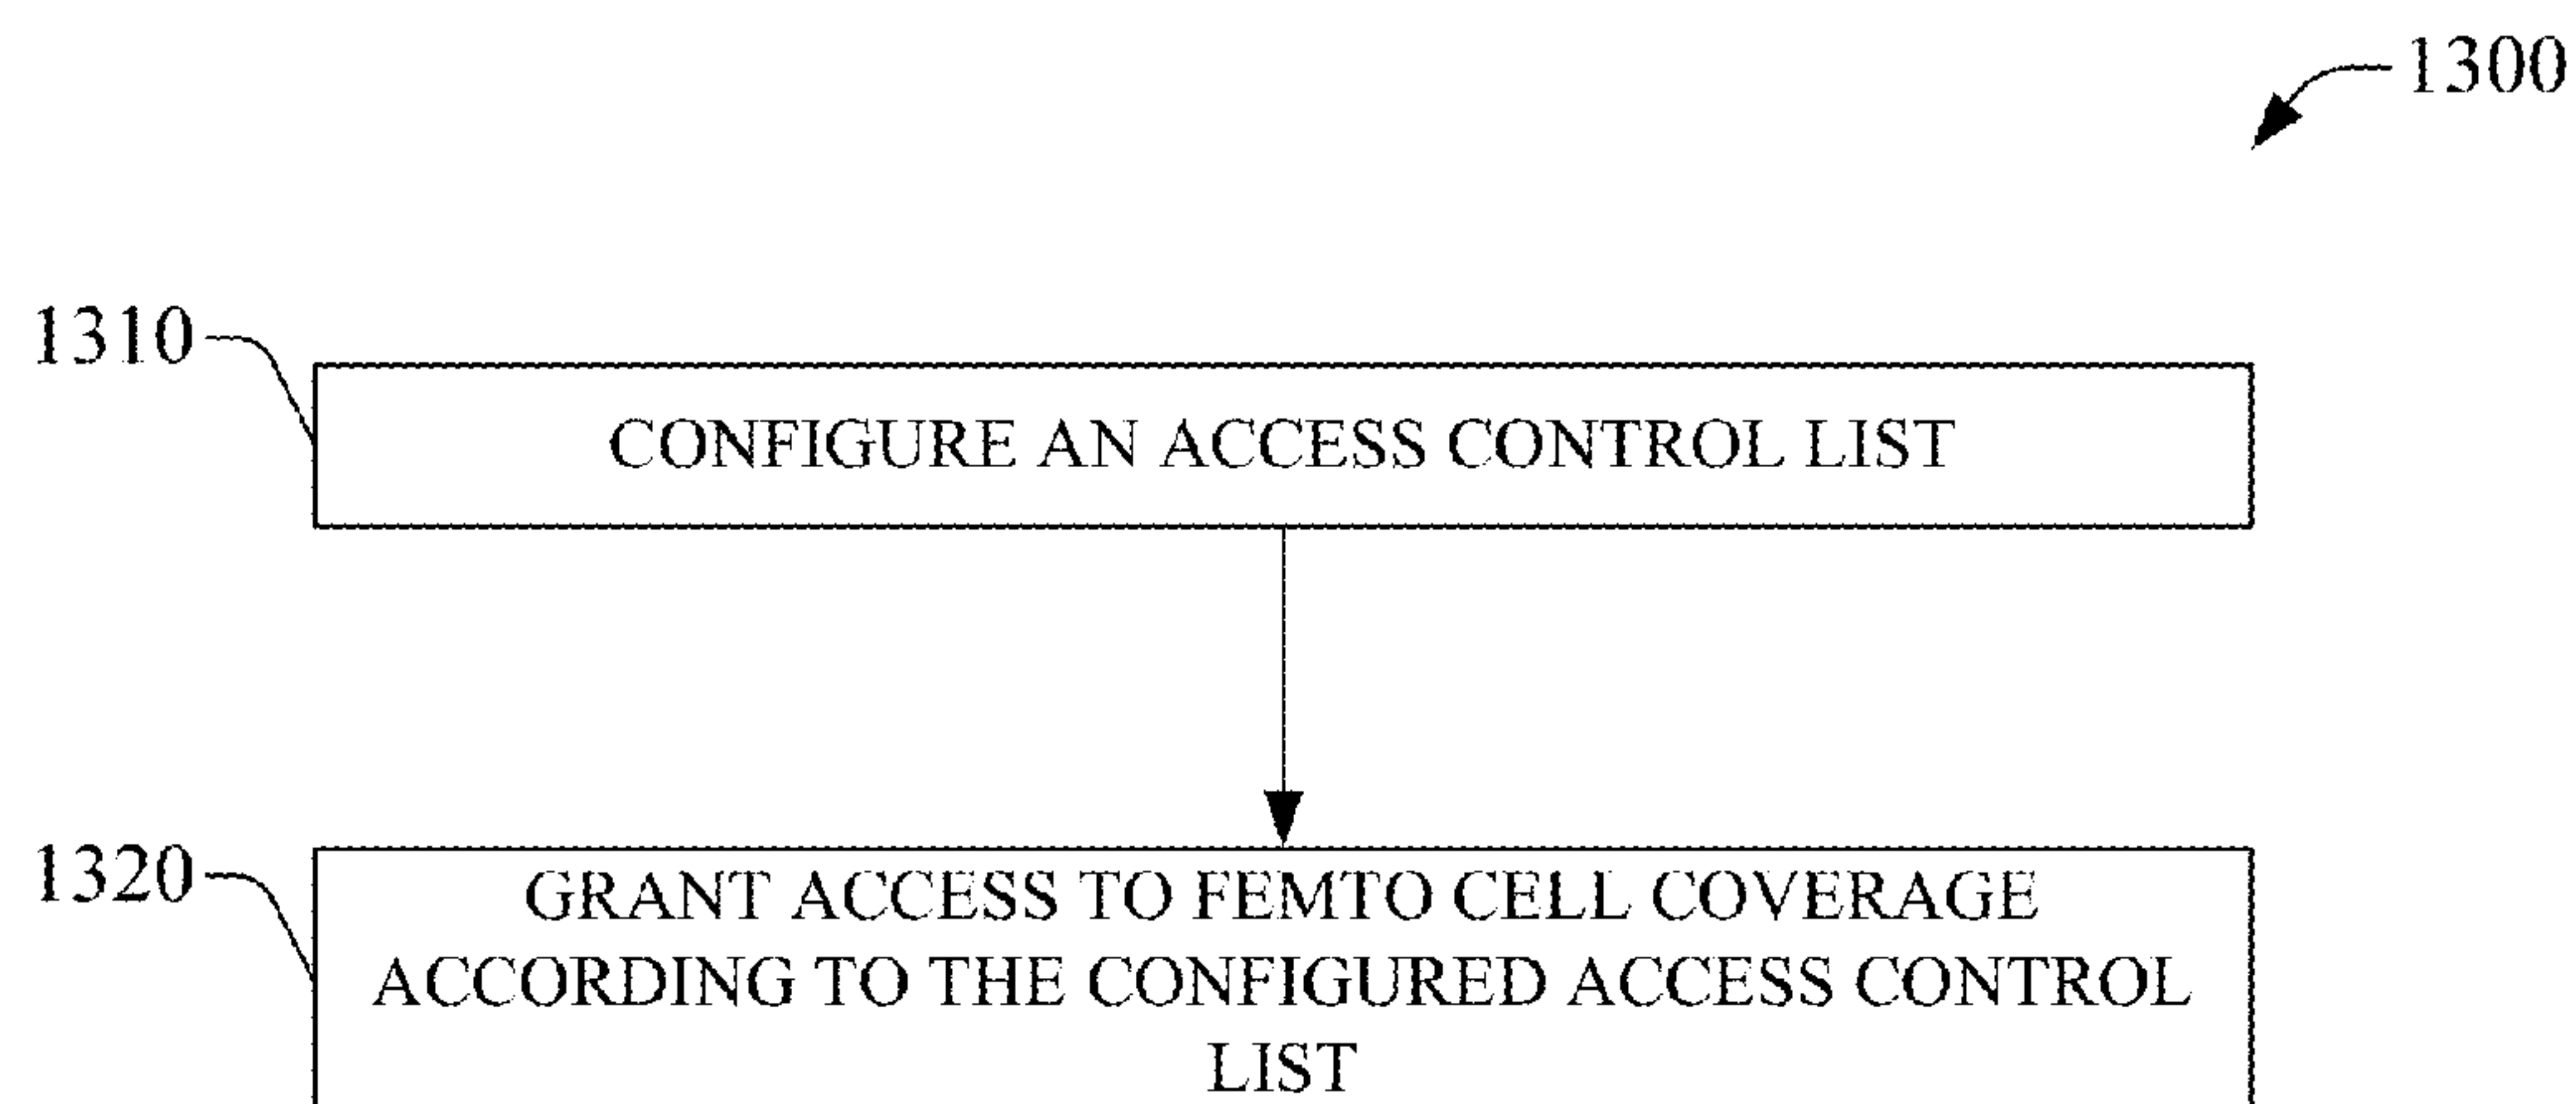 1300
1310
CONFIGURE AN ACCESS CONTROL LIST
1320
GRANT ACCESS TO FEMTO CELL COVERAGE
ACCORDING TO THE CONFIGURED ACCESS CONTROL
LIST